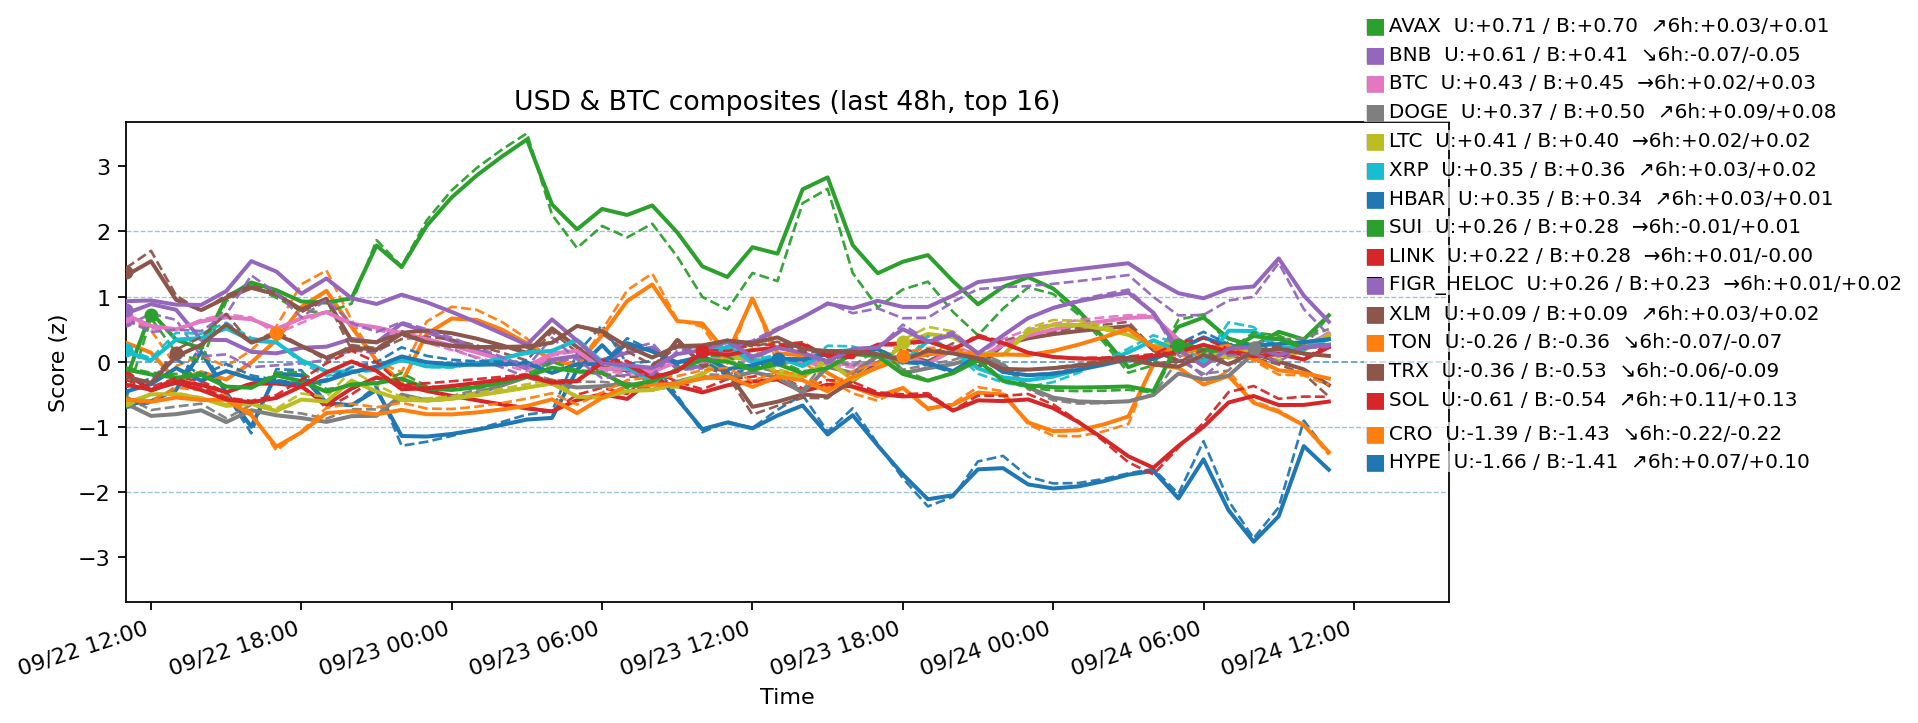 AVAX  U:+0.71 / B:+0.70  ↗6h:+0.03/+0.01
BNB  U:+0.61 / B:+0.41  ↘6h:-0.07/-0.05
BTC  U:+0.43 / B:+0.45  →6h:+0.02/+0.03
DOGE  U:+0.37 / B:+0.50  ↗6h:+0.09/+0.08
LTC  U:+0.41 / B:+0.40  →6h:+0.02/+0.02
XRP  U:+0.35 / B:+0.36  ↗6h:+0.03/+0.02
HBAR  U:+0.35 / B:+0.34  ↗6h:+0.03/+0.01
SUI  U:+0.26 / B:+0.28  →6h:-0.01/+0.01
LINK  U:+0.22 / B:+0.28  →6h:+0.01/-0.00
FIGR_HELOC  U:+0.26 / B:+0.23  →6h:+0.01/+0.02
XLM  U:+0.09 / B:+0.09  ↗6h:+0.03/+0.02
TON  U:-0.26 / B:-0.36  ↘6h:-0.07/-0.07
TRX  U:-0.36 / B:-0.53  ↘6h:-0.06/-0.09
SOL  U:-0.61 / B:-0.54  ↗6h:+0.11/+0.13
CRO  U:-1.39 / B:-1.43  ↘6h:-0.22/-0.22
HYPE  U:-1.66 / B:-1.41  ↗6h:+0.07/+0.10
USD & BTC composites (last 48h, top 16)
Score (z)
3
2
1
0
−1
−2
−3
09/22 12:00
09/22 18:00
09/23 00:00
09/23 06:00
09/23 12:00
09/23 18:00
09/24 00:00
09/24 06:00
09/24 12:00
Time